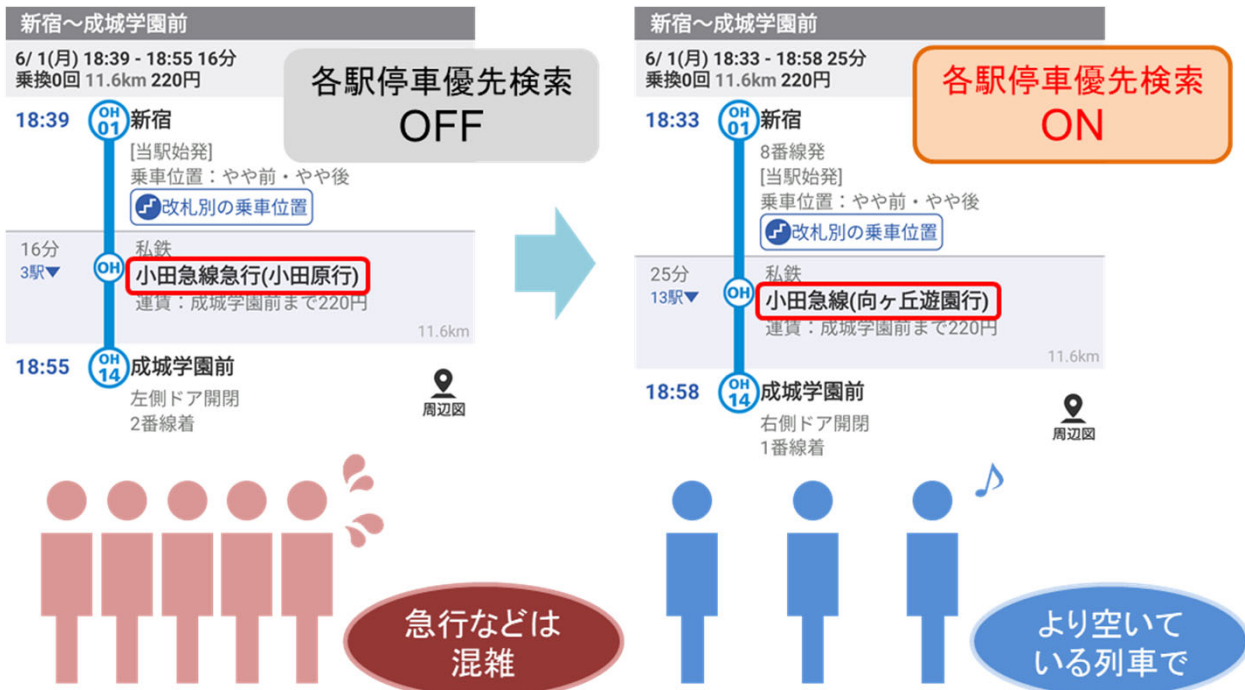 新宿～成城学園前
6/ 1(月) 18:39 - 18:55 16分
乗換0回 11.6km 220円
各駅停車優先検索
OFF
18:39
OH
01
新宿
[当駅始発]
乗車位置：やや前・やや後
改札別の乗車位置
16分
3駅▼
OH
私鉄
小田急線急行(小田原行)
運賃：成城学園前まで220円
11.6km
18:55
OH
14
成城学園前
左側ドア開閉
2番線着
周辺図
急行などは
混雑
新宿～成城学園前
6/ 1(月) 18:33 - 18:58 25分
乗換0回 11.6km 220円
各駅停車優先検索
ON
18:33
OH
01
新宿
8番線発
[当駅始発]
乗車位置：やや前・やや後
改札別の乗車位置
25分
13駅▼
OH
私鉄
小田急線(向ヶ丘遊園行)
運賃：成城学園前まで220円
11.6km
18:58
OH
14
成城学園前
右側ドア開閉
1番線着
周辺図
より空いて
いる列車で